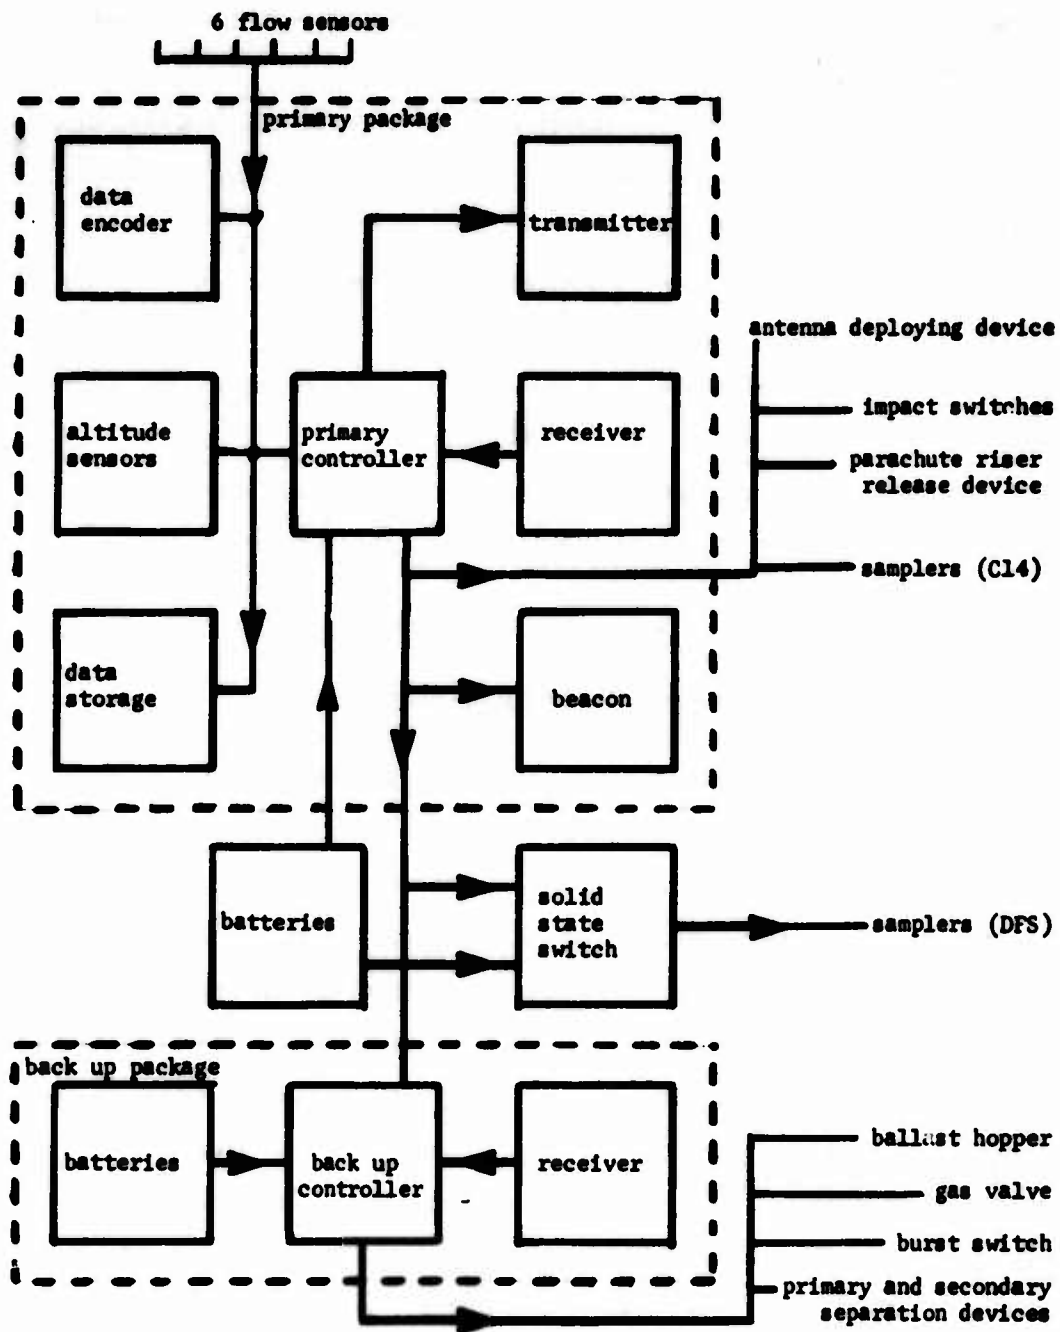 6 flow sensors
primary package
data
encoder
transmitter
antenna deploying device
impact switches
altitude
sensors
primary
controller
receiver
parachute riser
release device
samplers (C14)
data
storage
beacon
batteries
solid
state
switch
samplers (DFS)
back up package
batteries
back up
controller
receiver
ballast hopper
gas valve
burst switch
primary and secondary
separation devices